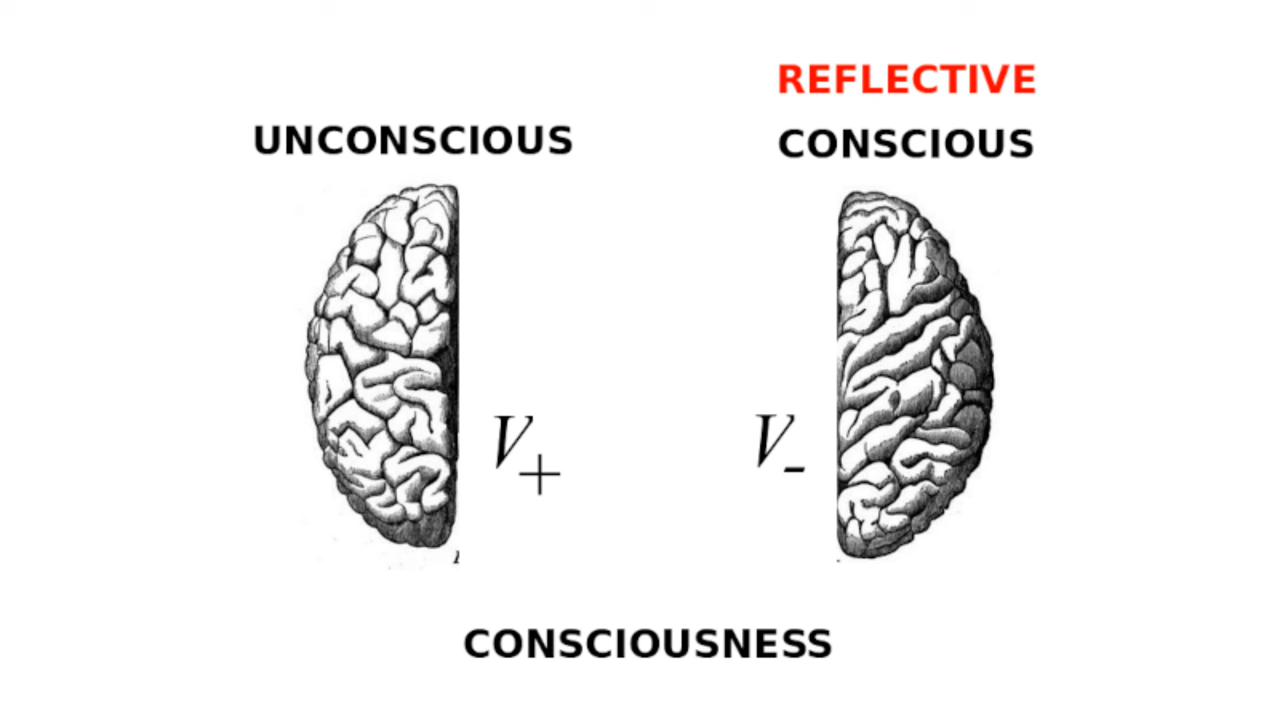 REFLECTIVE
UNCONSCIOUS
CONSCIOUS
V+
V-
CONSCIOUSNESS